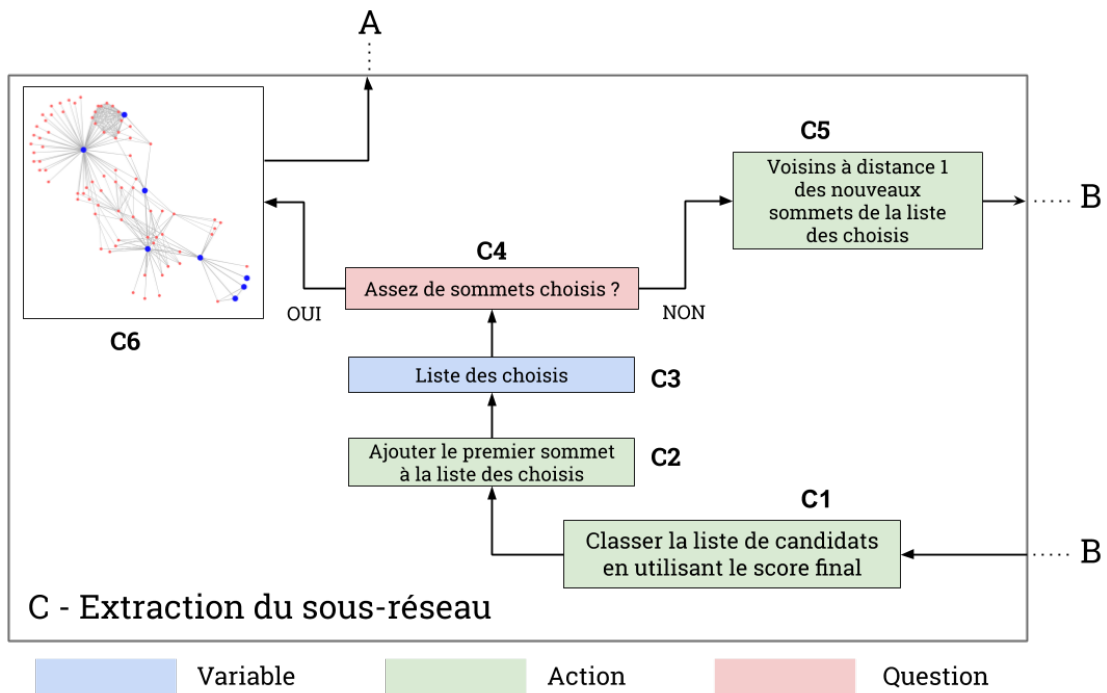 A
C5
Voisins à distance 1
des nouveaux
sommets de la liste
des choisis
B
C4
Assez de sommets choisis ?
OUI
NON
C6
Liste des choisis
C3
Ajouter le premier sommet
à la liste des choisis
C2
C1
Classer la liste de candidats
en utilisant le score final
B
C - Extraction du sous-réseau
Variable
Action
Question